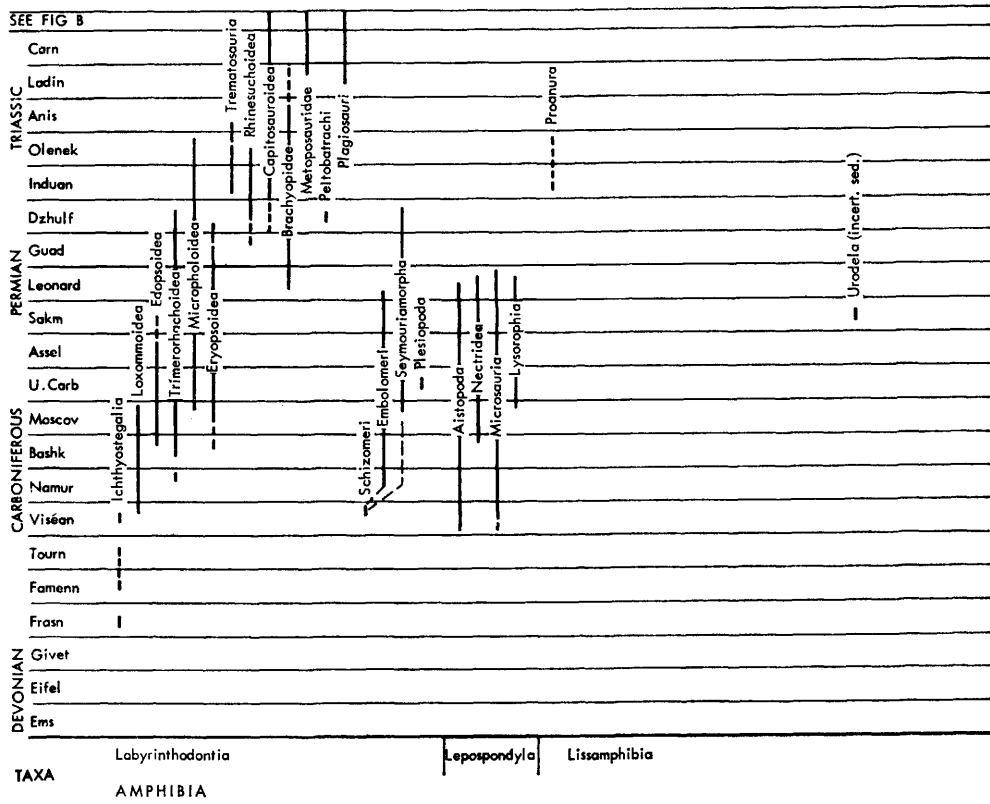 SEE FIG B
TRIASSIC
Carn
Ladin
Anis
Olenek
Induan
PERMIAN
Dzhulf
Guad
Leonard
Sakm
Assel
CARBONIFEROUS
U. Carb
Moscov
Bashk
Namur
Viséan
Tourn
DEVONIAN
Famenn
Frasn
Givet
Eifel
Ems
Ichthyostegalia
Loxommoidea
Edopsoidea
Trimerorhachoidea
Micropholoidea
Eryopsoidea
Trematosauria
Rhinesuchoidea
Capitosauroidea
Brachyopidae
Metoposauridae
Peltobatrachi
Plagiosauri
Schizomeri
Embolomeri
Seymouriamorpha
Plesiopoda
Aistopoda
Nectridea
Microsauria
Lysorophia
Proanura
Urodela (incert. sed.)
Labyrinthodontia
Lepospondyla
Lissamphibia
TAXA
AMPHIBIA